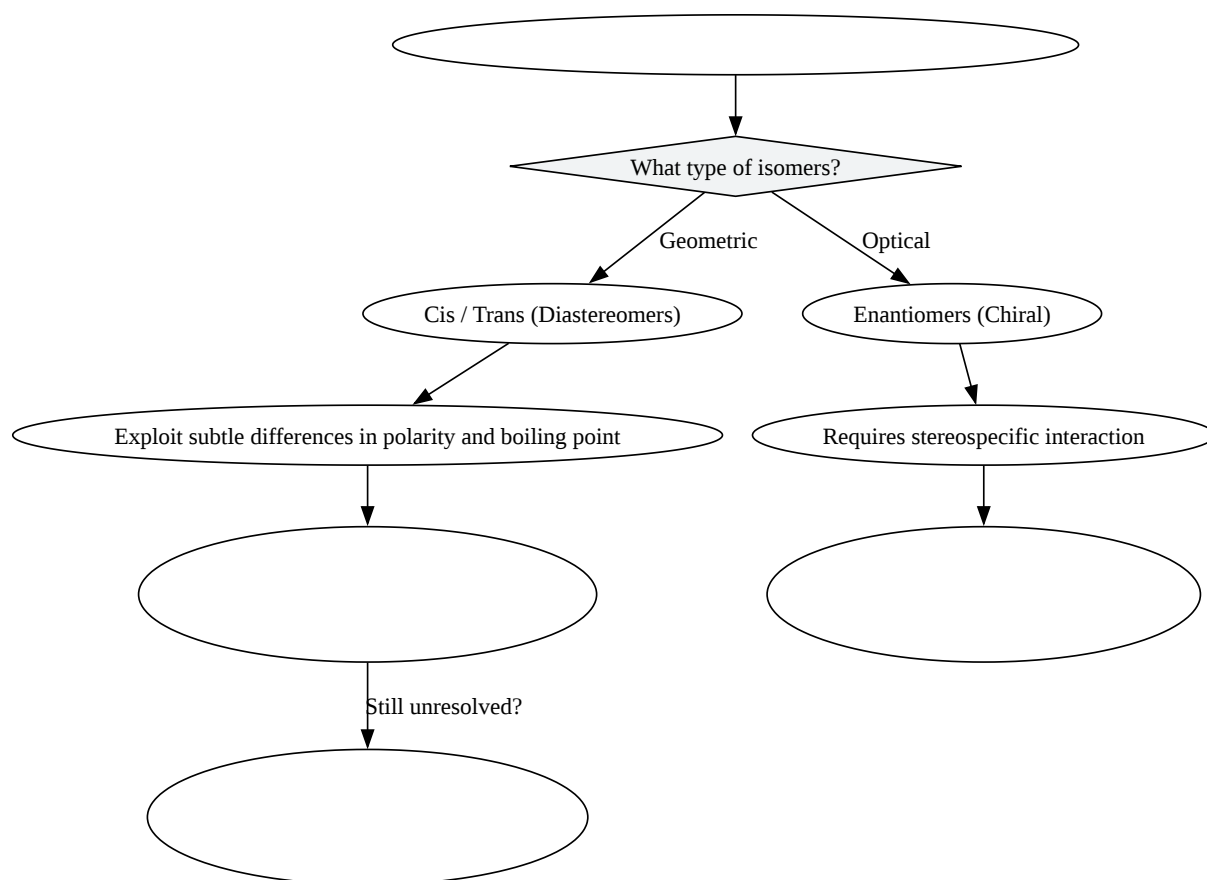 What type of isomers?
Geometric
Optical
Cis / Trans (Diastereomers)
Enantiomers (Chiral)
Exploit subtle differences in polarity and boiling point
Requires stereospecific interaction
Still unresolved?